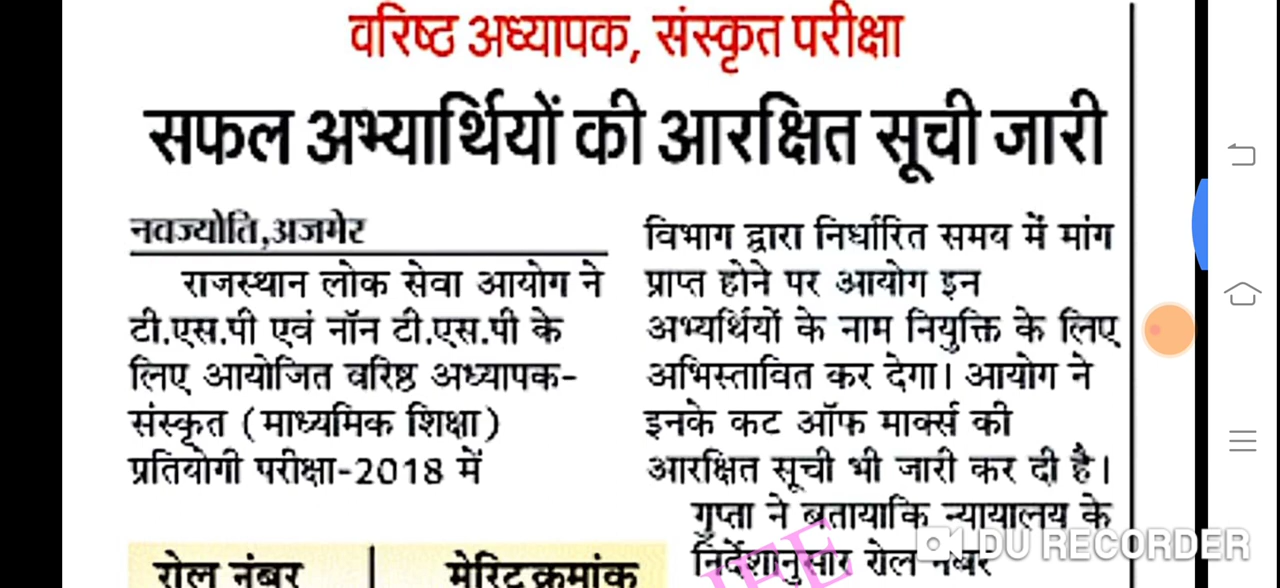 वरिष्ठ अध्यापक, संस्कृत परीक्षा
सफल अभ्यार्थियों की आरक्षित सूची जारी
नवज्योति,अजमेर
राजस्थान लोक सेवा आयोग ने
टी.एस.पी एवं नॉन टी.एस.पी के
लिए आयोजित वरिष्ठ अध्यापक-
संस्कृत (माध्यमिक शिक्षा)
प्रतियोगी परीक्षा-2018 में
रोल नंबर
मेरिट क्रमांक
विभाग द्वारा निर्धारित समय में मांग
प्राप्त होने पर आयोग इन
अभ्यर्थियों के नाम नियुक्ति के लिए
अभिस्तावित कर देगा। आयोग ने
इनके कट ऑफ मार्क्स की
आरक्षित सूची भी जारी कर दी है।
गुप्ता ने बतायाकि न्यायालय के
निर्देशानुसार रोल नंबर
DU RECORDER